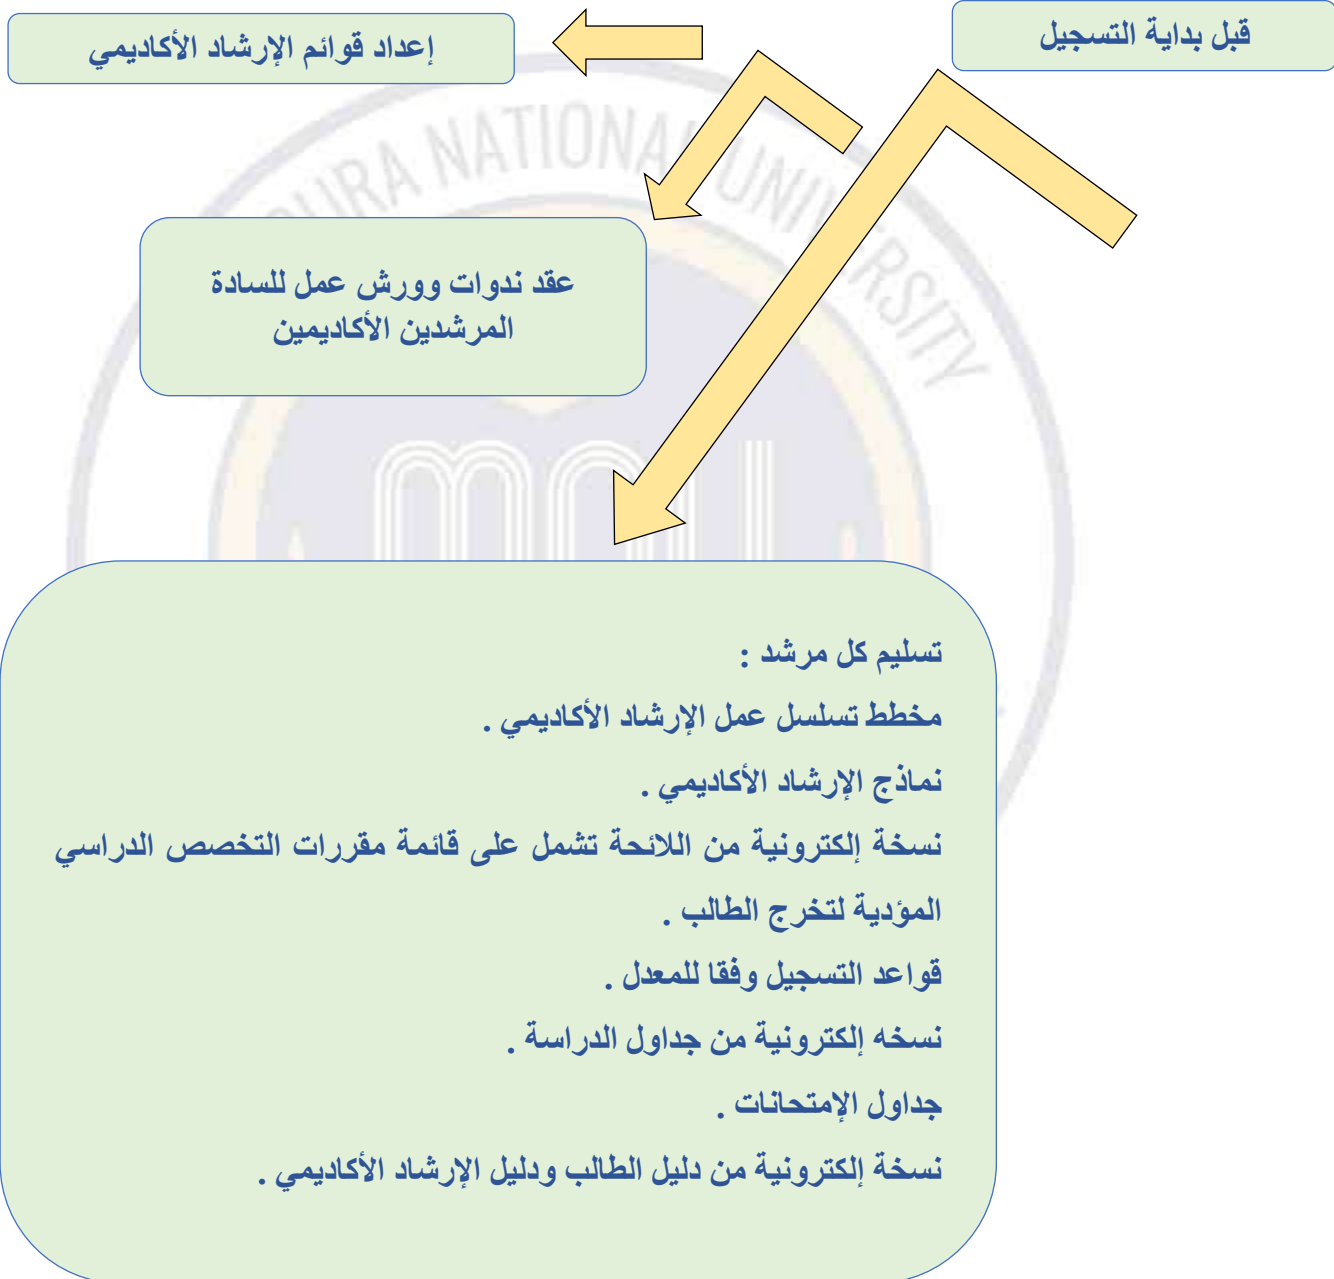 قبل بداية التسجيل
إعداد قوائم الإرشاد الأكاديمي
عقد ندوات وورش عمل للسادة
المرشدين الأكاديمين
تسليم كل مرشد :
مخطط تسلسل عمل الإرشاد الأكاديمي .
نماذج الإرشاد الأكاديمي .
نسخة إلكترونية من اللائحة تشمل على قائمة مقررات التخصص الدراسي
المؤدية لتخرج الطالب .
قواعد التسجيل وفقا للمعدل .
نسخه إلكترونية من جداول الدراسة .
جداول الإمتحانات .
نسخة إلكترونية من دليل الطالب ودليل الإرشاد الأكاديمي .
NATIONAL UNIVERSITY